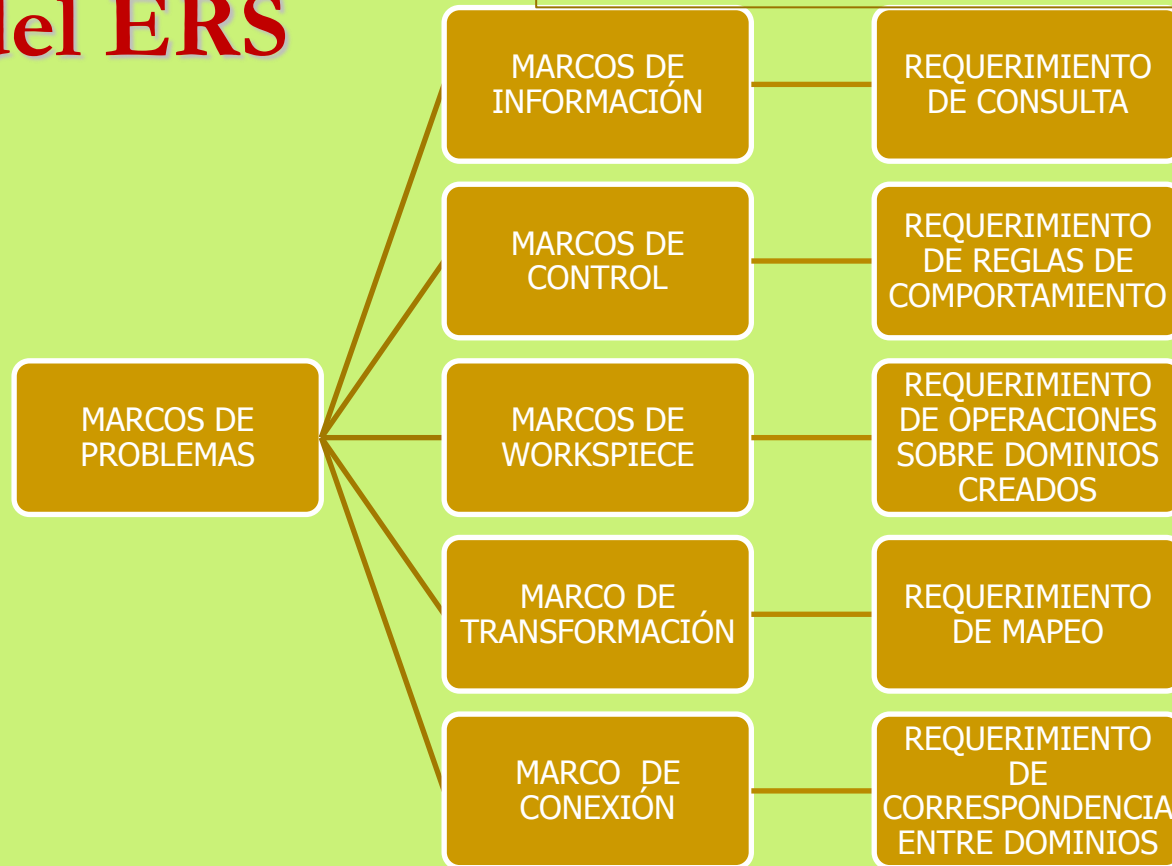 del ERS
MARCOS DE
INFORMACIÓN
REQUERIMIENTO
DE CONSULTA
MARCOS DE
CONTROL
REQUERIMIENTO
DE REGLAS DE
COMPORTAMIENTO
MARCOS DE
PROBLEMAS
MARCOS DE
WORKSPIECE
REQUERIMIENTO
DE OPERACIONES
SOBRE DOMINIOS
CREADOS
MARCO DE
TRANSFORMACIÓN
REQUERIMIENTO
DE MAPEO
MARCO DE
CONEXIÓN
REQUERIMIENTO
DE
CORRESPONDENCIA
ENTRE DOMINIOS